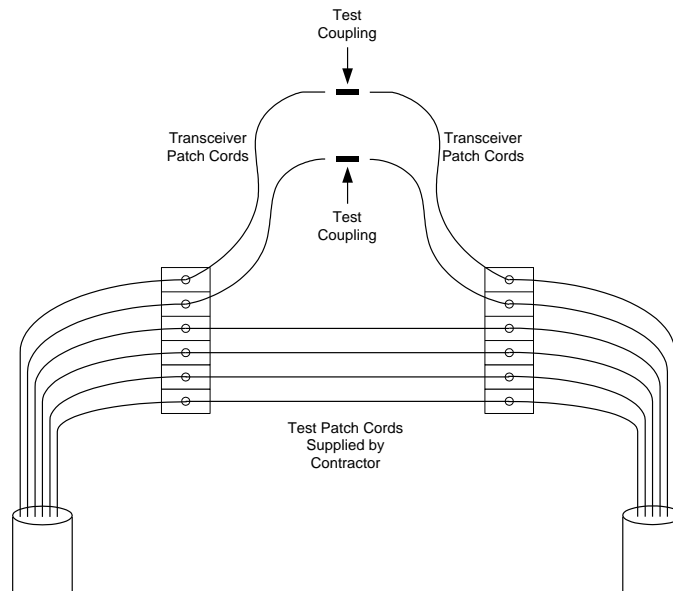 Test
Coupling
Transceiver
Patch Cords
Transceiver
Patch Cords
Test
Coupling
Test Patch Cords
Supplied by
Contractor